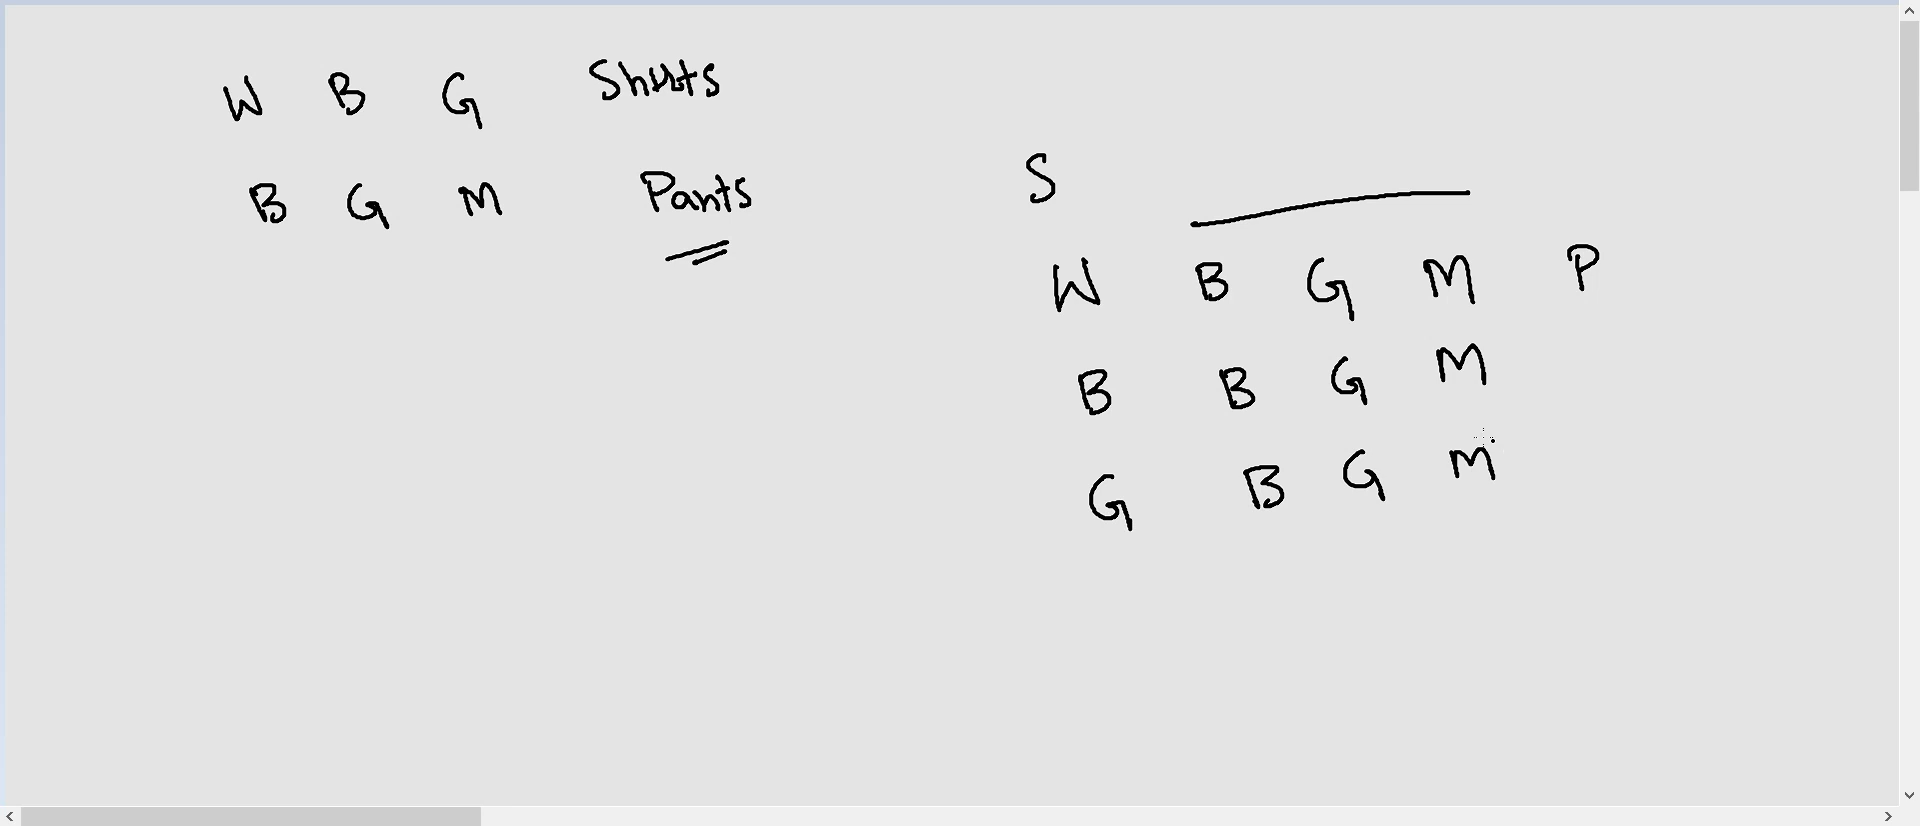 W B G Shirts
B G M Pants
S
W B G M P
B B G M
G B G M